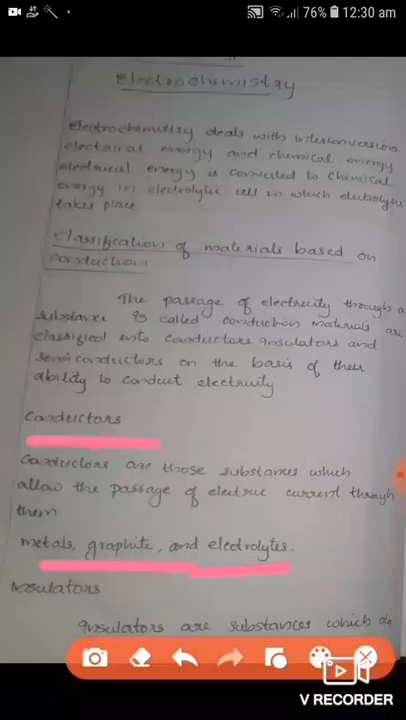 76% 12:30 am
Electrochemistry
Electrochemistry deals with interconversion
electairas energy and chemical energy
electrical energy is converted to chemical
energy in electrolytic cell in which eletrolysis
takes place
Classification of materials based on
conduction
The passage of electricity through a
substance is called conduction materials are
classified into conductors insulators and
semi conductors on the basis of their
ability to conduct electricity
Conductors
Conductors are those substances which
allow the passage of electric current through
them
metals, graphite, and electrolytes.
Insulators
Insulators are substances which do
V RECORDER